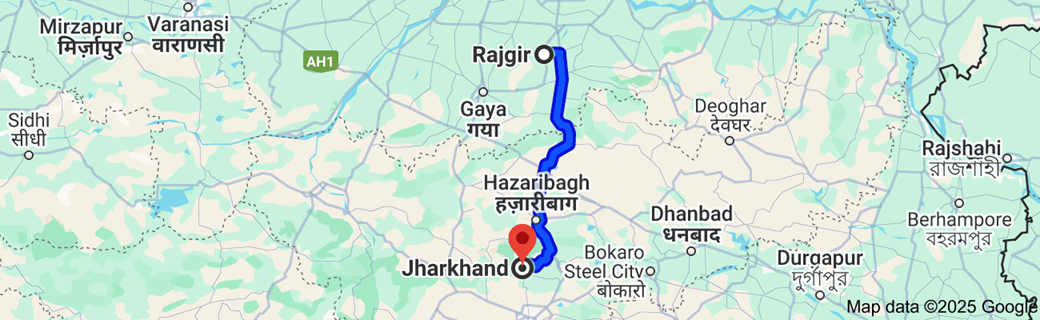 Mirzapur
मिर्ज़ापुर
Varanasi
वाराणसी
AH1
Rajgir
Gaya
गया
Sidhi
सीधी
Deoghar
देवघर
Rajshahi
রাজশাহী
Hazaribagh
हज़ारीबाग
Dhanbad
धनबाद
Berhampore
বহরমপুর
Jharkhand
Bokaro
Steel City
बोकारो
Durgapur
দুর্গাপুর
Map data ©2025 Google